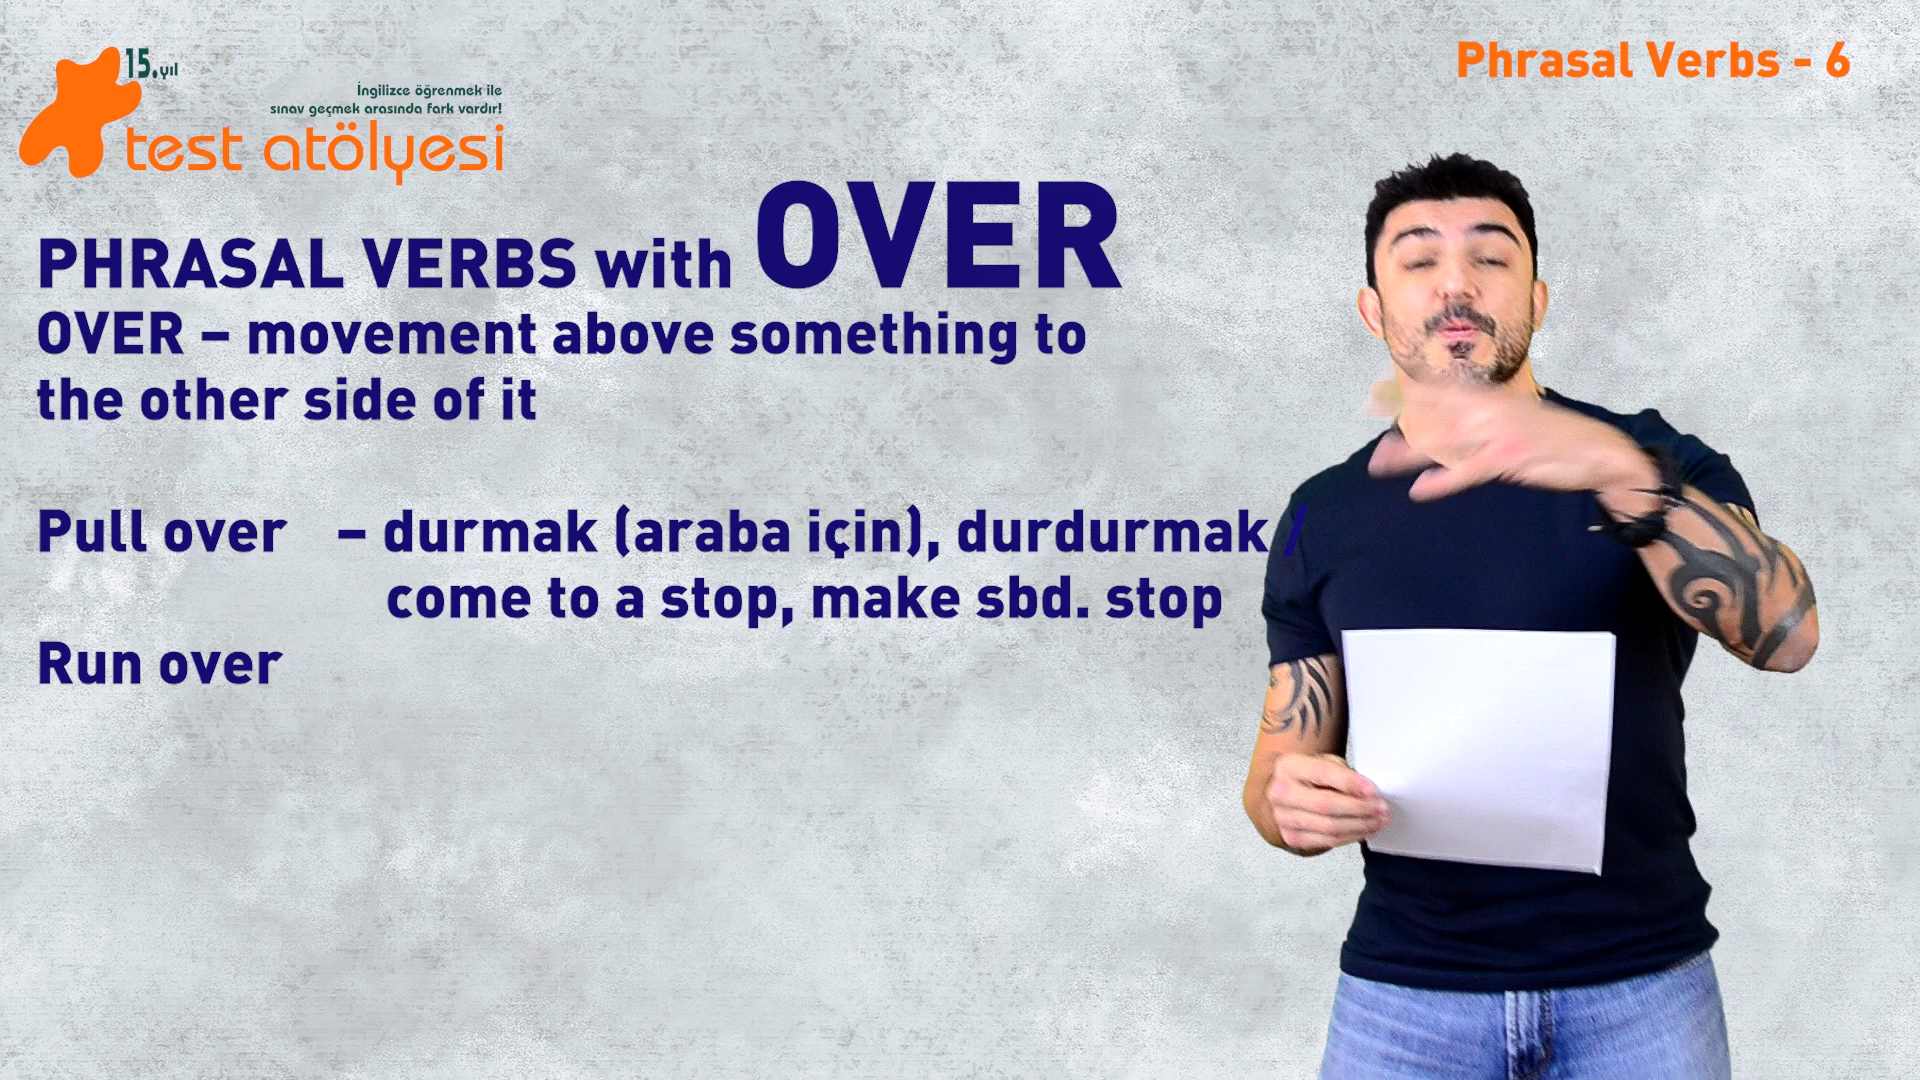 15.yıl
İngilizce öğrenmek ile
sınav geçmek arasında fark vardır!
test atölyesi
Phrasal Verbs - 6
PHRASAL VERBS with OVER
OVER – movement above something to
the other side of it
Pull over – durmak (araba için), durdurmak /
come to a stop, make sbd. stop
Run over